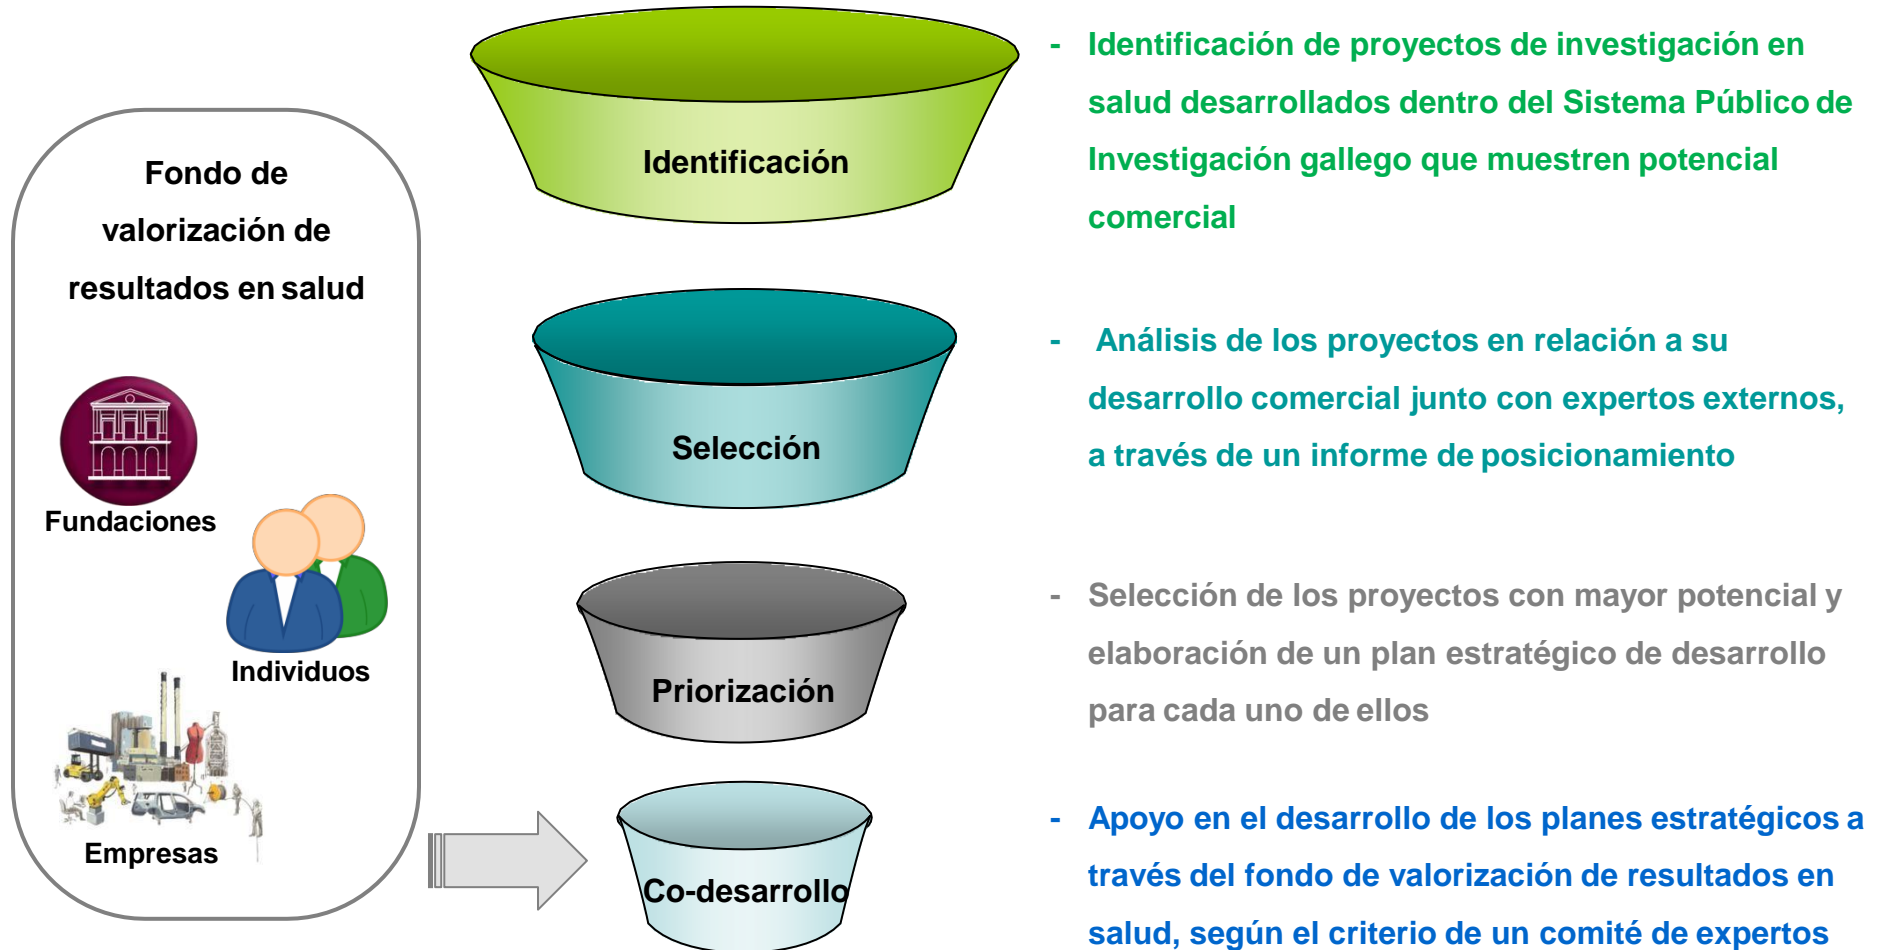 Fondo de
valorización de
resultados en salud
Fundaciones
Individuos
Empresas
Identificación
Selección
Priorización
Co-desarrollo
- Identificación de proyectos de investigación en
salud desarrollados dentro del Sistema Público de
Investigación gallego que muestren potencial
comercial
- Análisis de los proyectos en relación a su
desarrollo comercial junto con expertos externos,
a través de un informe de posicionamiento
- Selección de los proyectos con mayor potencial y
elaboración de un plan estratégico de desarrollo
para cada uno de ellos
- Apoyo en el desarrollo de los planes estratégicos a
través del fondo de valorización de resultados en
salud, según el criterio de un comité de expertos